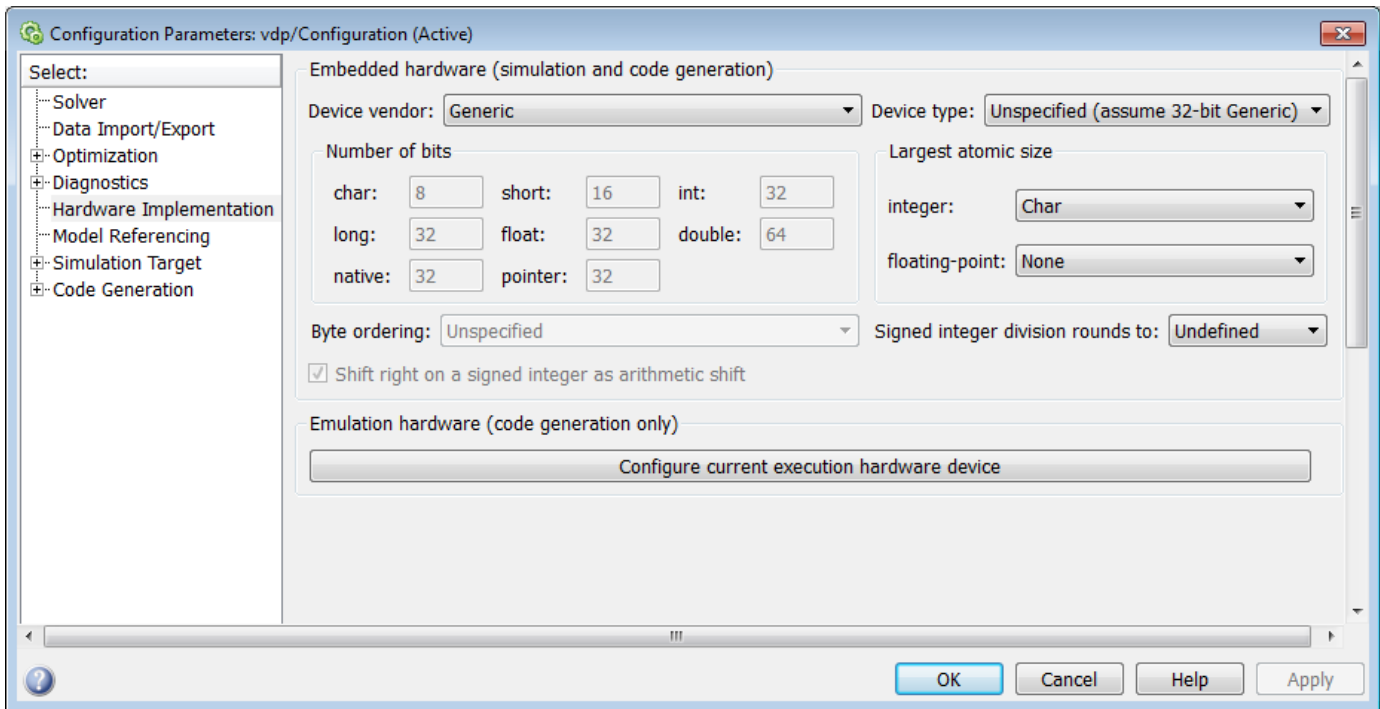 Configuration Parameters: vdp/Configuration (Active)
Select:
Solver
Data Import/Export
Optimization
Diagnostics
Hardware Implementation
Model Referencing
Simulation Target
Code Generation
Embedded hardware (simulation and code generation)
Device vendor: Generic Device type: Unspecified (assume 32-bit Generic)
Number of bits
char: 8 short: 16 int: 32
long: 32 float: 32 double: 64
native: 32 pointer: 32
Largest atomic size
integer: Char
floating-point: None
Byte ordering: Unspecified Signed integer division rounds to: Undefined
Shift right on a signed integer as arithmetic shift
Emulation hardware (code generation only)
Configure current execution hardware device
OK Cancel Help Apply